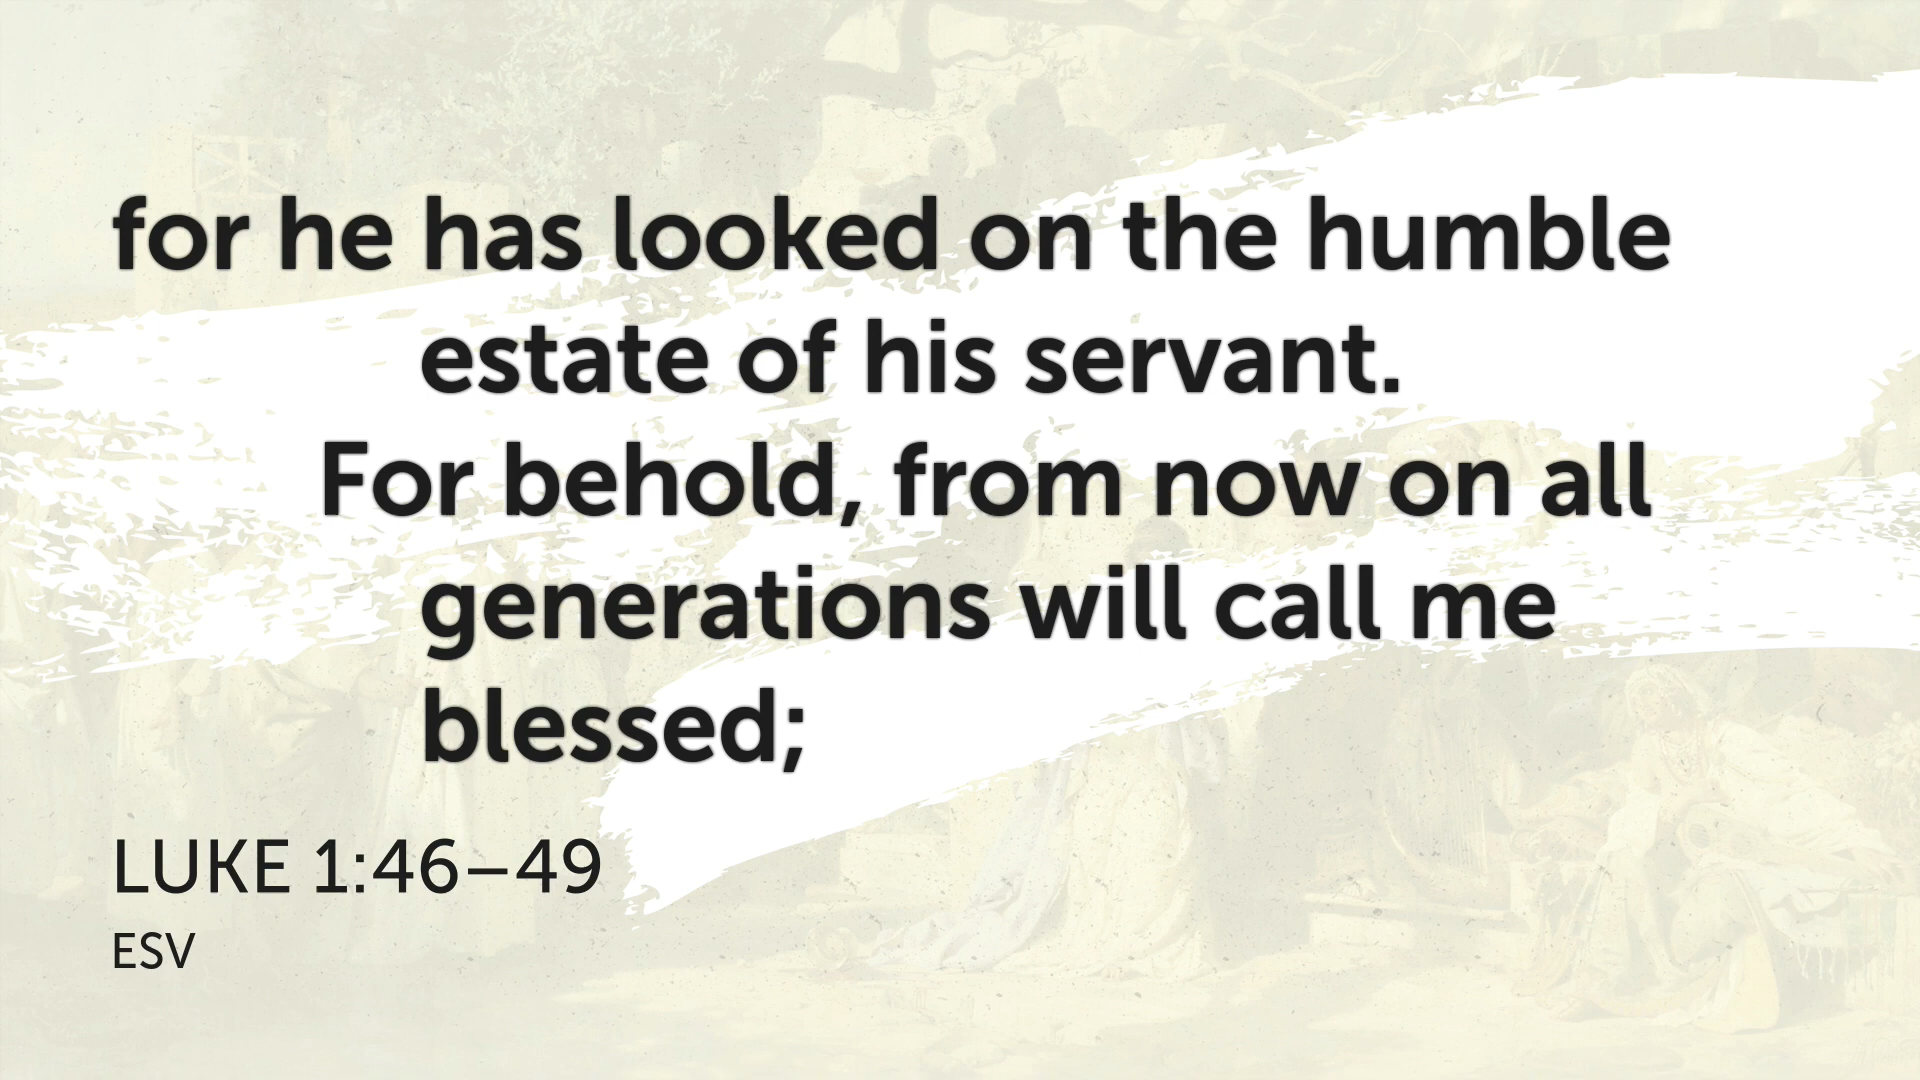 for he has looked on the humble
estate of his servant.
For behold, from now on all
generations will call me
blessed;
LUKE 1:46–49
ESV